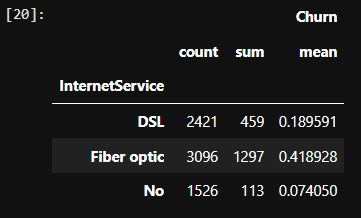 [20]: Churn
count sum mean
InternetService
DSL 2421 459 0.189591
Fiber optic 3096 1297 0.418928
No 1526 113 0.074050